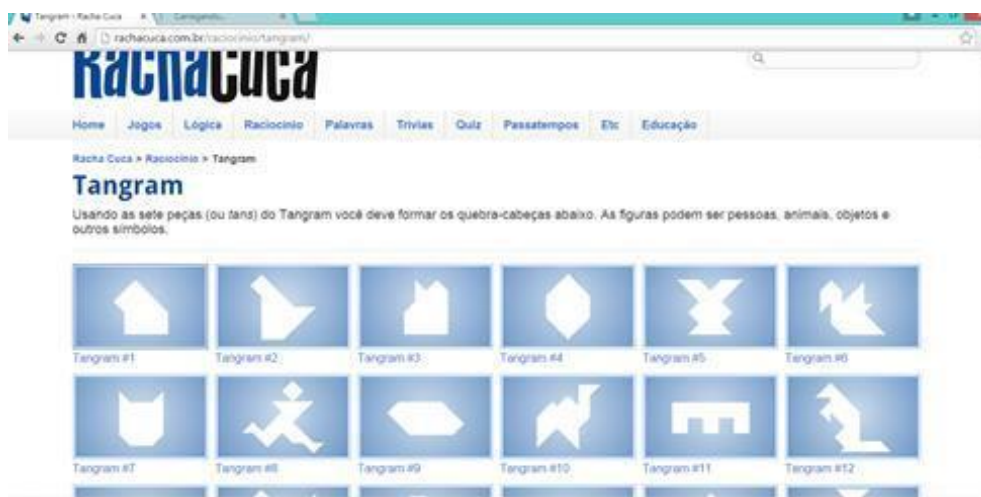 Tangram - Racha Cuca
Carregando...
rachacuca.com.br/raciocinio/tangram/
RachaCuca
Home Jogos Lógica Raciocínio Palavras Trivias Quiz Passatempos Etc Educação
Racha Cuca > Raciocínio > Tangram
Tangram
Usando as sete peças (ou tans) do Tangram você deve formar os quebra-cabeças abaixo. As figuras podem ser pessoas, animais, objetos e
outros símbolos.
Tangram #1 Tangram #2 Tangram #3 Tangram #4 Tangram #5 Tangram #6
Tangram #7 Tangram #8 Tangram #9 Tangram #10 Tangram #11 Tangram #12